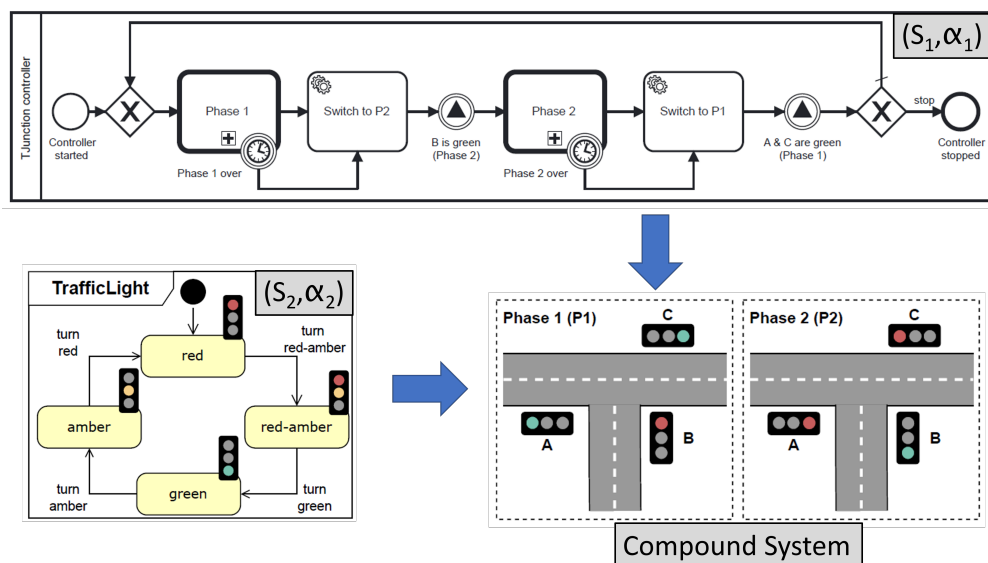 (S1,α1)
TJunction controller
Controller
started
X
Phase 1
Phase 1 over
Switch to P2
B is green
(Phase 2)
Phase 2
Phase 2 over
Switch to P1
A & C are green
(Phase 1)
X
stop
Controller
stopped
TrafficLight
(S2,α2)
turn
red
red
turn
red-amber
amber
red-amber
turn
amber
green
turn
green
Phase 1 (P1)
C
A
B
Phase 2 (P2)
C
A
B
Compound System